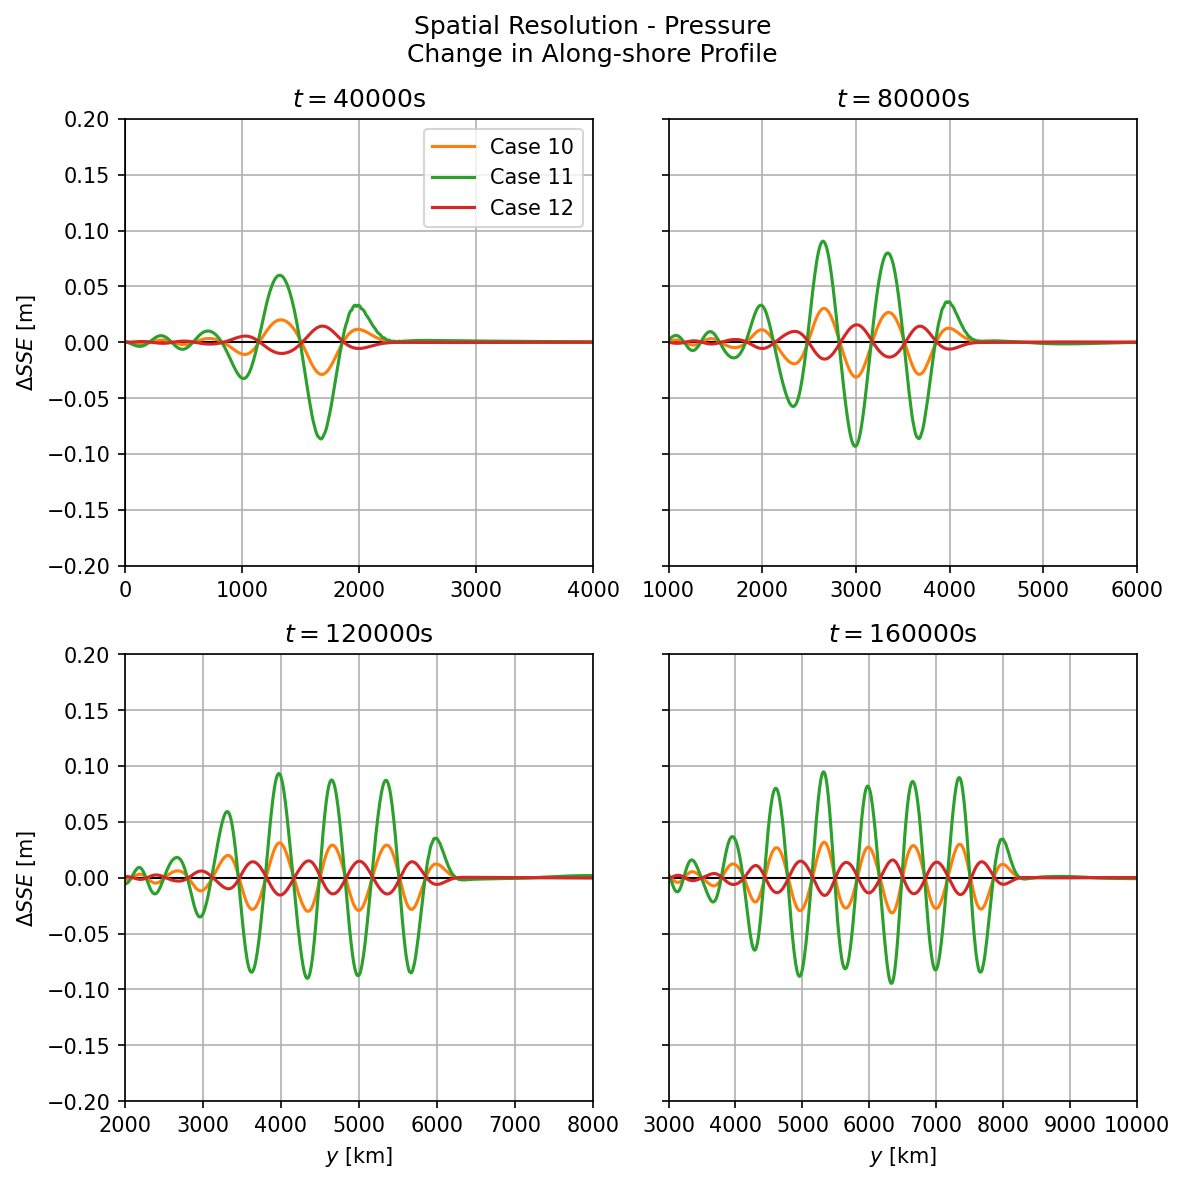 Spatial Resolution - Pressure
Change in Along-shore Profile
t = 40000s
0.20
0.15
0.10
0.05
0.00
−0.05
−0.10
−0.15
−0.20
ΔSSE [m]
0 1000 2000 3000 4000
Case 10
Case 11
Case 12
t = 80000s
1000 2000 3000 4000 5000 6000
t = 120000s
0.20
0.15
0.10
0.05
0.00
−0.05
−0.10
−0.15
−0.20
ΔSSE [m]
2000 3000 4000 5000 6000 7000 8000
y [km]
t = 160000s
3000 4000 5000 6000 7000 8000 9000 10000
y [km]